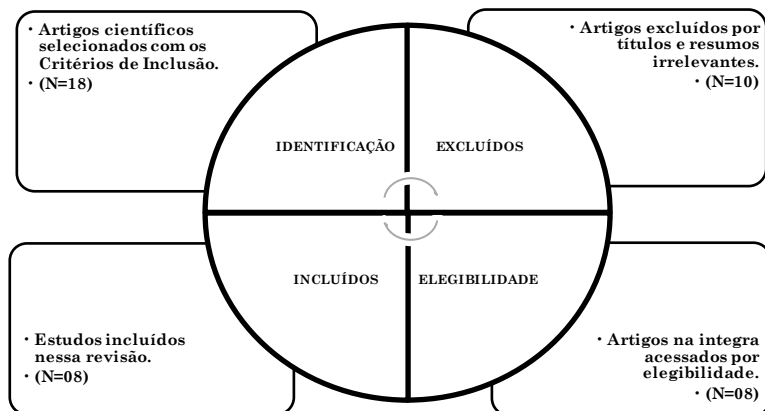 · Artigos científicos
selecionados com os
Critérios de Inclusão.
· (N=18)
· Artigos excluídos por
títulos e resumos
irrelevantes.
· (N=10)
IDENTIFICAÇÃO
EXCLUÍDOS
INCLUÍDOS
ELEGIBILIDADE
· Estudos incluídos
nessa revisão.
· (N=08)
· Artigos na integra
acessados por
elegibilidade.
· (N=08)